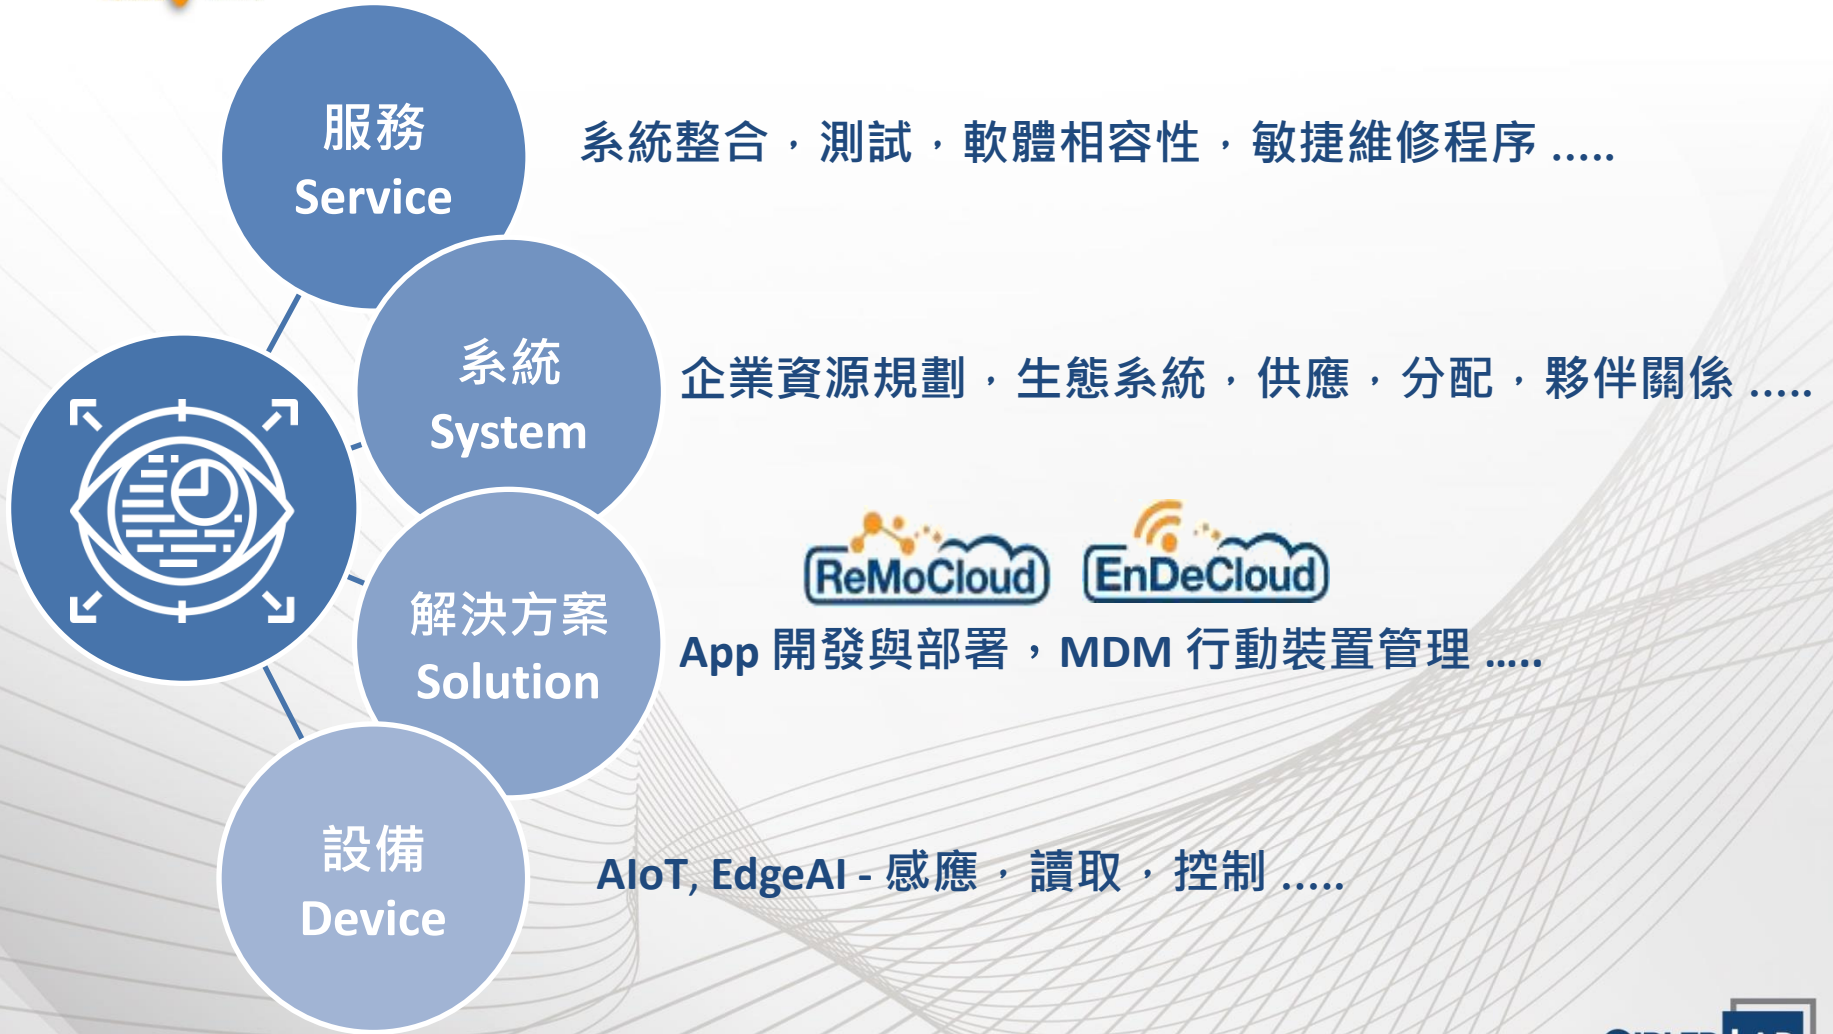 服務
Service
系統整合，測試，軟體相容性，敏捷維修程序 .....
系統
System
企業資源規劃，生態系統，供應，分配，夥伴關係 .....
ReMoCloud
EnDeCloud
解決方案
Solution
App 開發與部署，MDM 行動裝置管理 .....
設備
Device
AIoT, EdgeAI - 感應，讀取，控制 .....